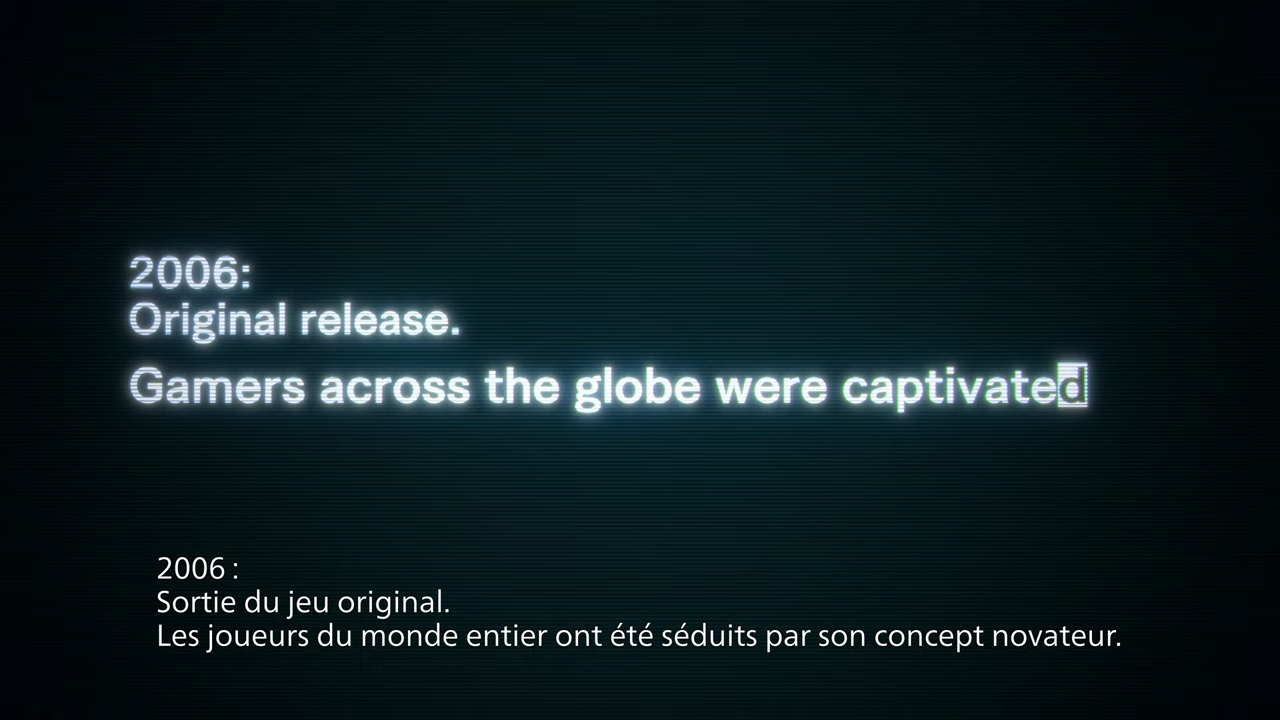 2006:
Original release.
Gamers across the globe were captivated
2006 :
Sortie du jeu original.
Les joueurs du monde entier ont été séduits par son concept novateur.